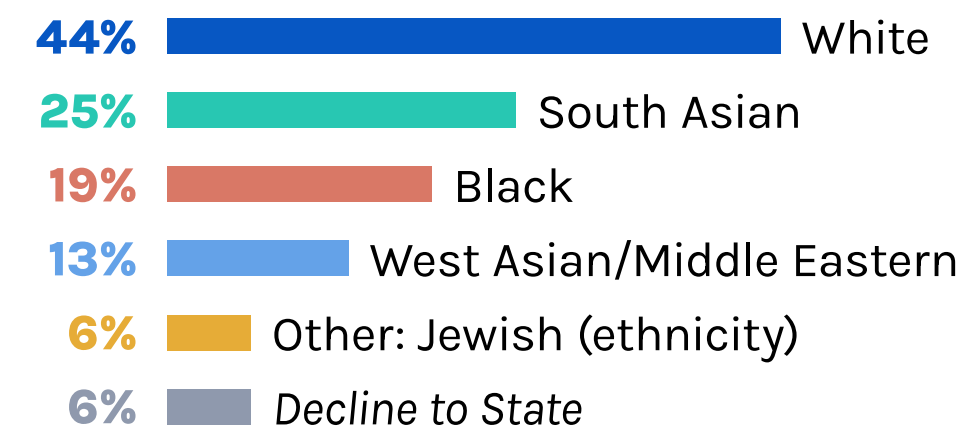 44% White
25% South Asian
19% Black
13% West Asian/Middle Eastern
6% Other: Jewish (ethnicity)
6% Decline to State